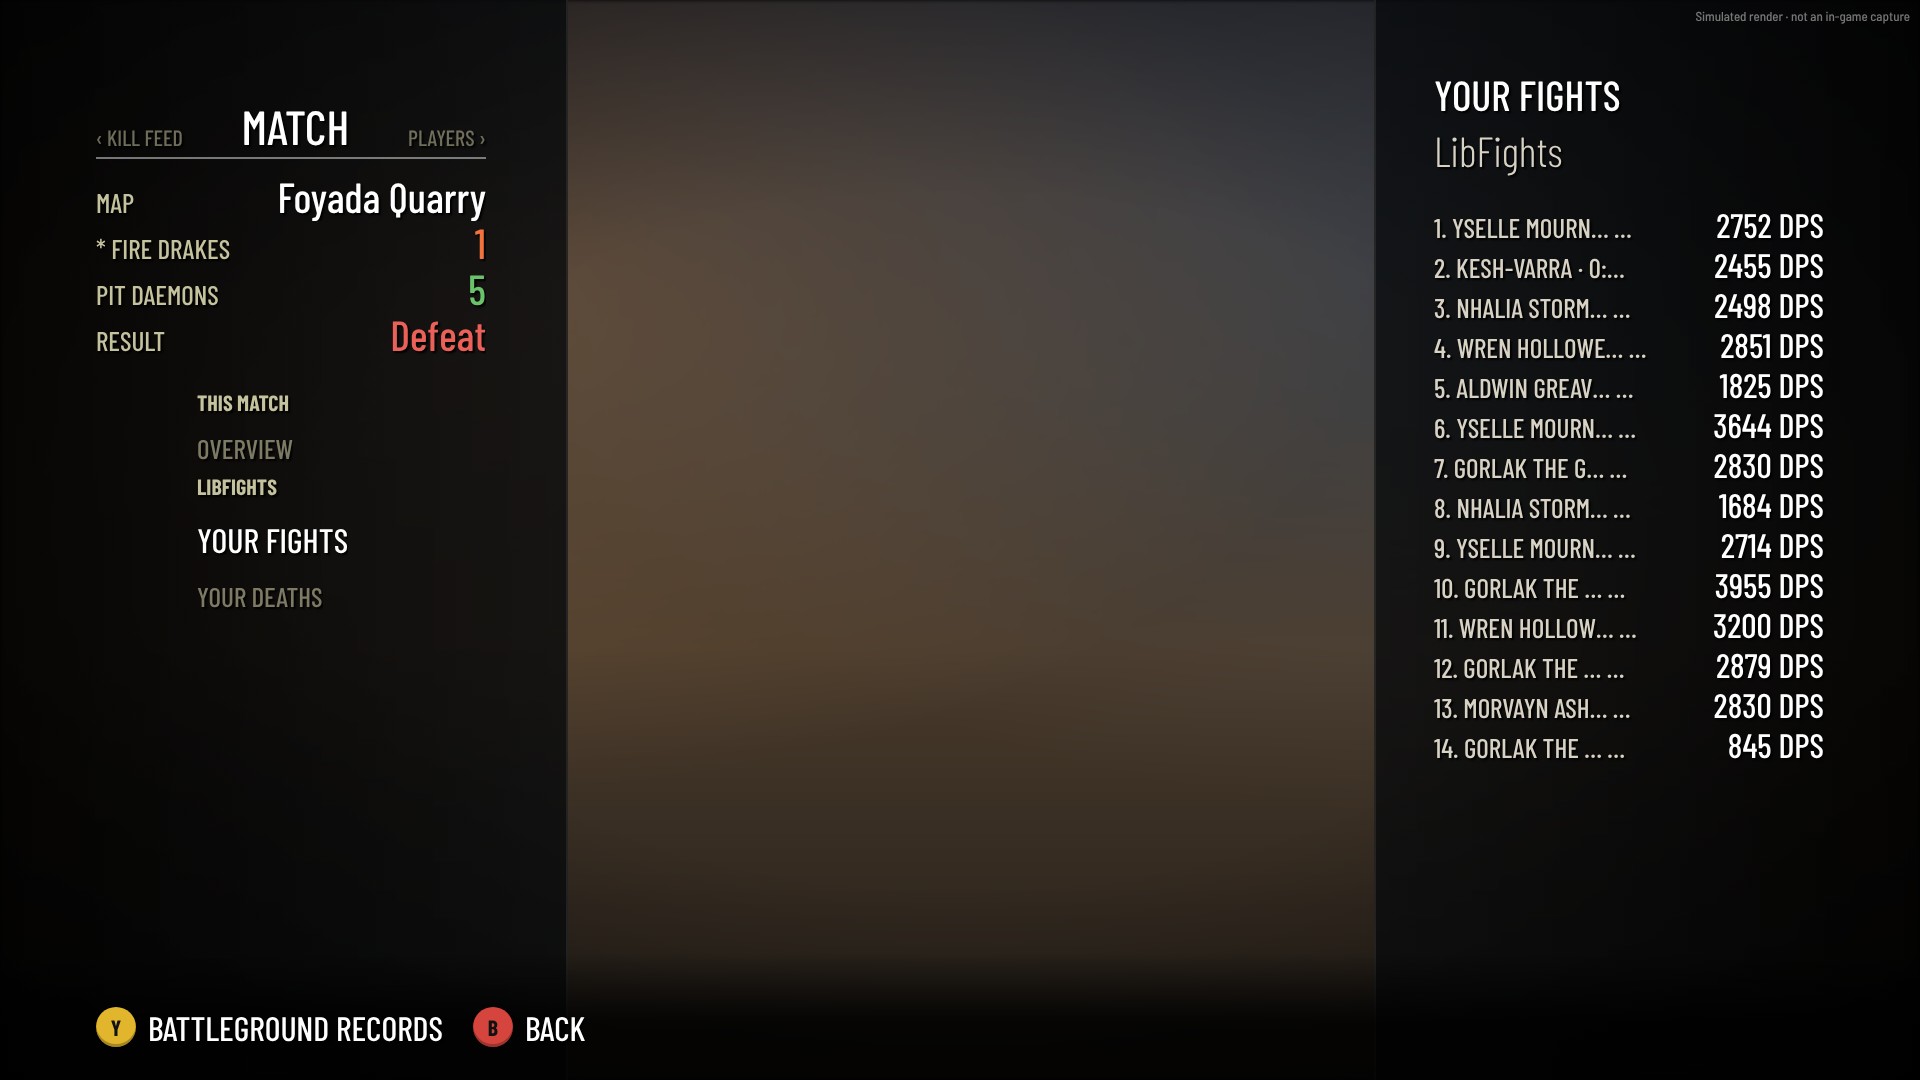 Simulated render · not an in-game capture
‹ KILL FEED MATCH PLAYERS ›
MAP Foyada Quarry
* FIRE DRAKES 1
PIT DAEMONS 5
RESULT Defeat
THIS MATCH
OVERVIEW
LIBFIGHTS
YOUR FIGHTS
YOUR DEATHS
YOUR FIGHTS
LibFights
1. YSELLE MOURN... ... 2752 DPS
2. KESH-VARRA · O:... 2455 DPS
3. NHALIA STORM... ... 2498 DPS
4. WREN HOLLOWE... ... 2851 DPS
5. ALDWIN GREAV... ... 1825 DPS
6. YSELLE MOURN... ... 3644 DPS
7. GORLAK THE G... ... 2830 DPS
8. NHALIA STORM... ... 1684 DPS
9. YSELLE MOURN... ... 2714 DPS
10. GORLAK THE ... ... 3955 DPS
11. WREN HOLLOW... ... 3200 DPS
12. GORLAK THE ... ... 2879 DPS
13. MORVAYN ASH... ... 2830 DPS
14. GORLAK THE ... ... 845 DPS
Y BATTLEGROUND RECORDS B BACK